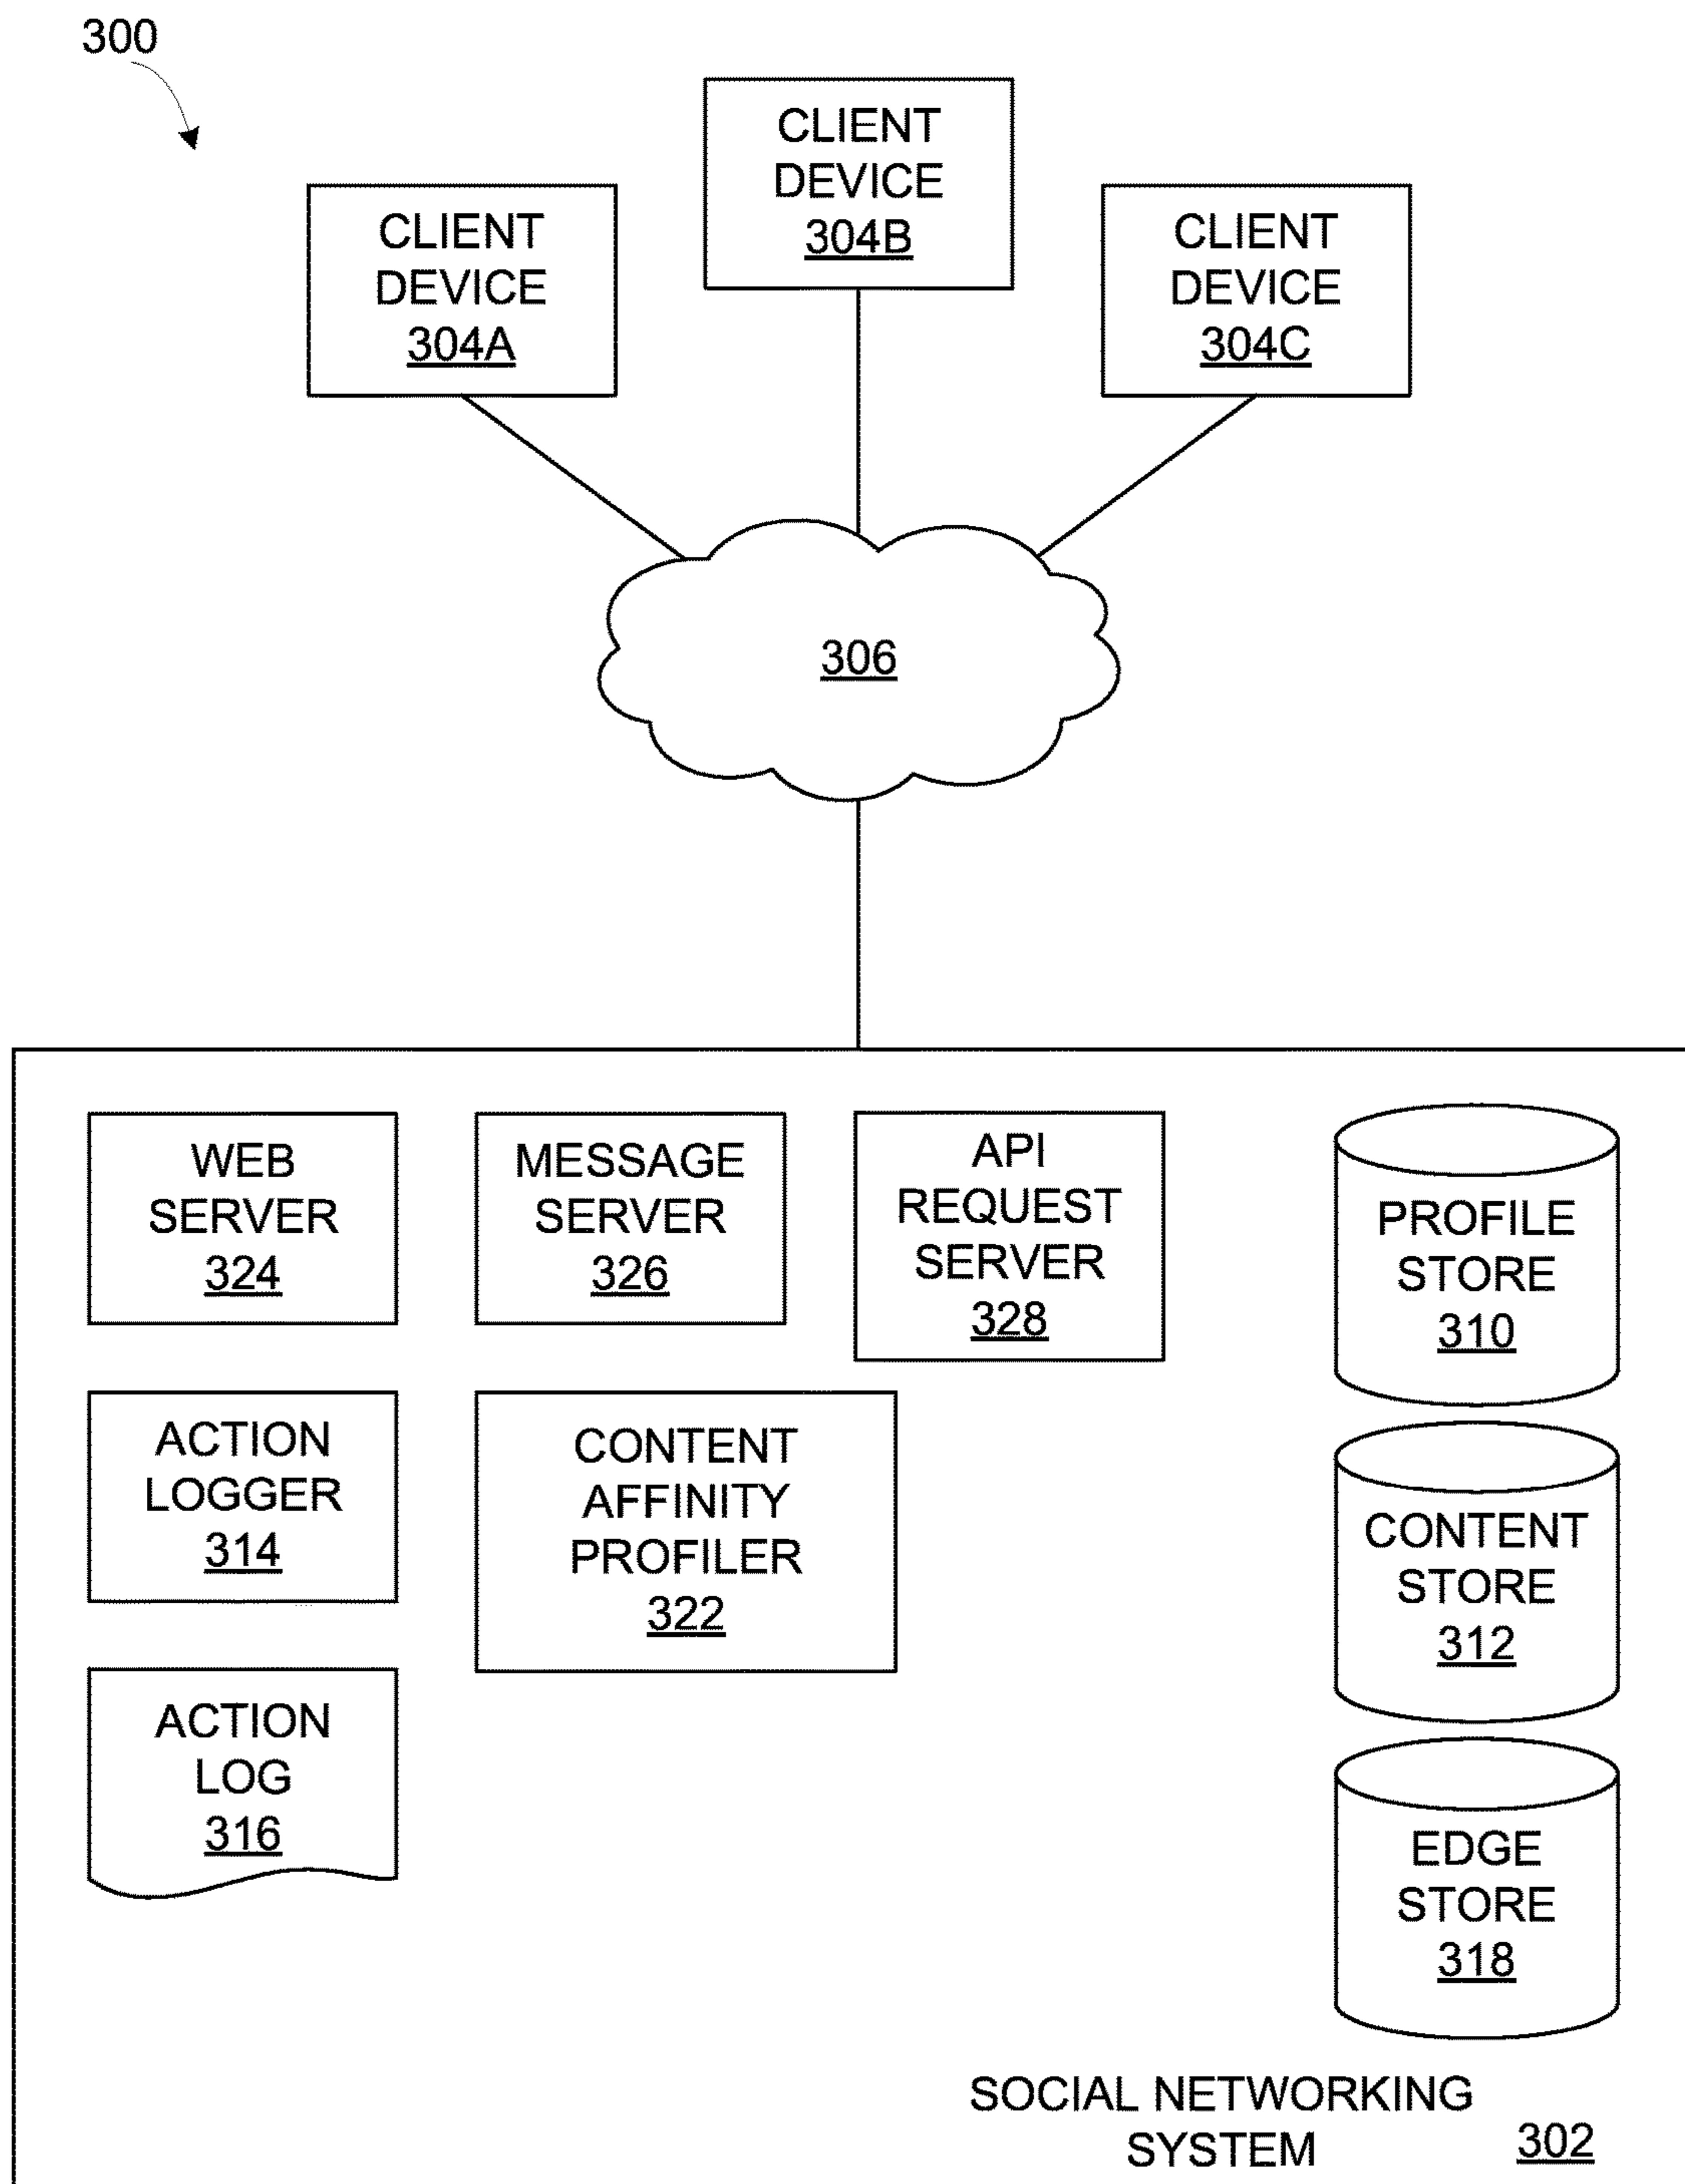 300
CLIENT
DEVICE
304A
CLIENT
DEVICE
304B
CLIENT
DEVICE
304C
306
WEB
SERVER
324
MESSAGE
SERVER
326
API
REQUEST
SERVER
328
PROFILE
STORE
310
ACTION
LOGGER
314
CONTENT
AFFINITY
PROFILER
322
CONTENT
STORE
312
ACTION
LOG
316
EDGE
STORE
318
SOCIAL NETWORKING
SYSTEM
302